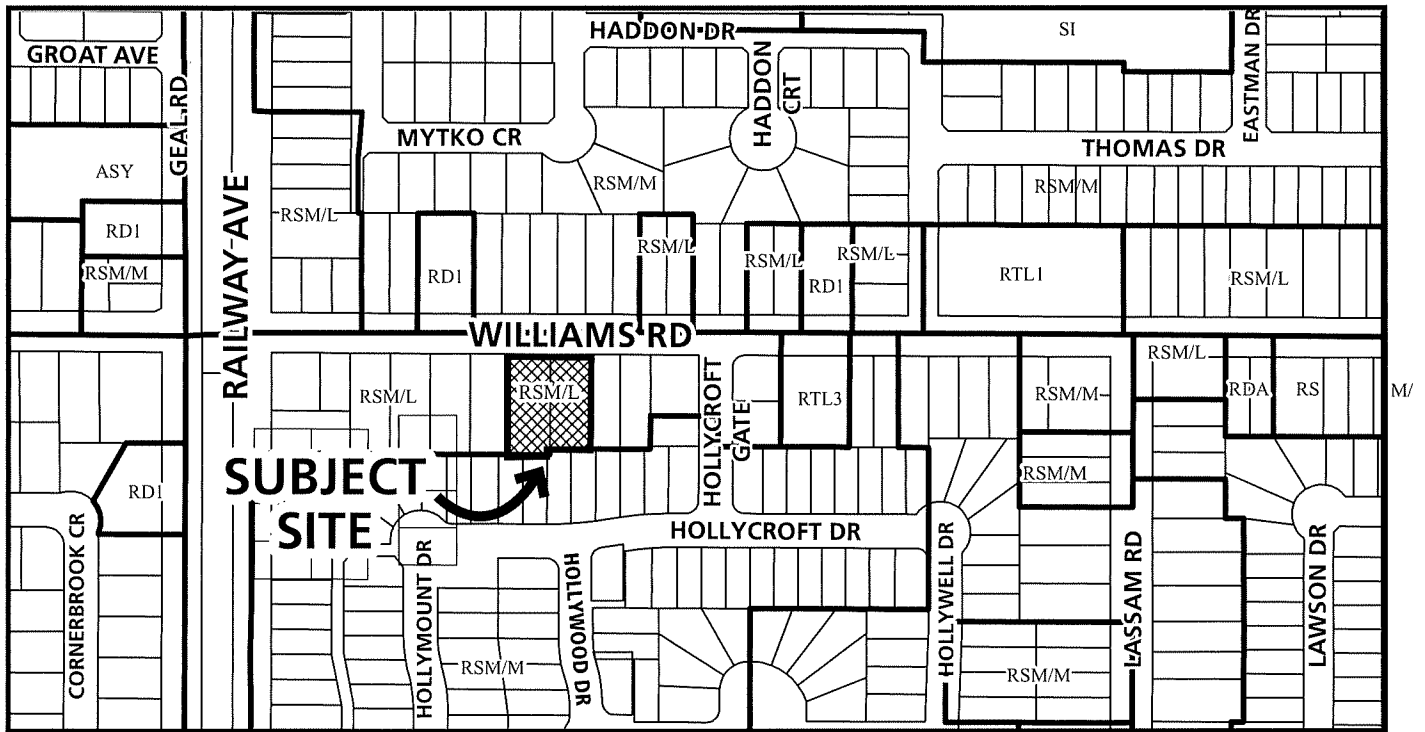 HADDON DR
SI
GROAT AVE
EASTMAN DR
GEAL RD
HADDON
CRT
MYTKO CR
THOMAS DR
ASY
RSM/M
RSM/M
RSM/L
RD1
RSM/L
RSM/L
RSM/L
RSM/M
RD1
RD1
RTL1
RSM/L
RAILWAY AVE
WILLIAMS RD
RSM/L
RSM/L
RSM/L
HOLLYCROFT
GATE
RTL3
RSM/M
RDA
RS
M/
SUBJECT
SITE
RSM/M
RD1
HOLLYCROFT DR
CORNERBROOK CR
HOLLYMOUNT DR
HOLLYWOOD DR
HOLLYWELL DR
LASSAM RD
LAWSON DR
RSM/M
RSM/M